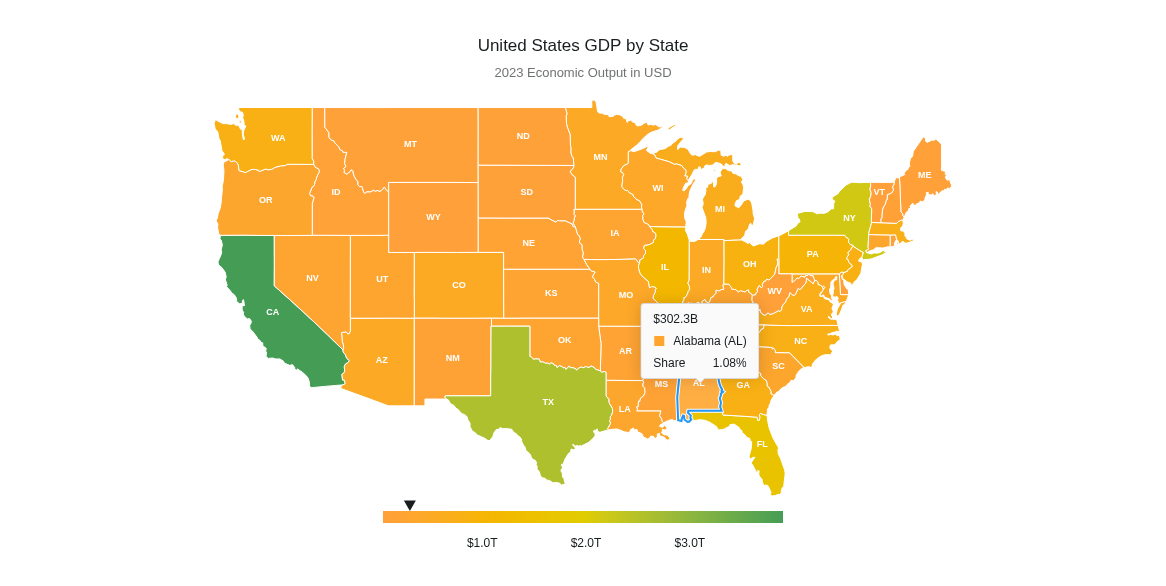 United States GDP by State
2023 Economic Output in USD
WA
MT
ND
MN
OR
ID
SD
WI
MI
WY
IA
NE
NY
VT
ME
NV
UT
CO
KS
MO
IL
IN
OH
PA
WV
VA
CA
AZ
NM
OK
AR
NC
SC
TX
LA
MS
AL
GA
FL
$302.3B
Alabama (AL)
Share 1.08%
$1.0T $2.0T $3.0T